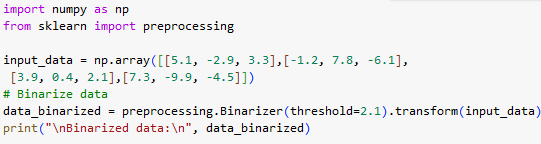 import numpy as np
from sklearn import preprocessing
input_data = np.array([[5.1, -2.9, 3.3],[-1.2, 7.8, -6.1],
[3.9, 0.4, 2.1],[7.3, -9.9, -4.5]])
# Binarize data
data_binarized = preprocessing.Binarizer(threshold=2.1).transform(input_data)
print("\nBinarized data:\n", data_binarized)